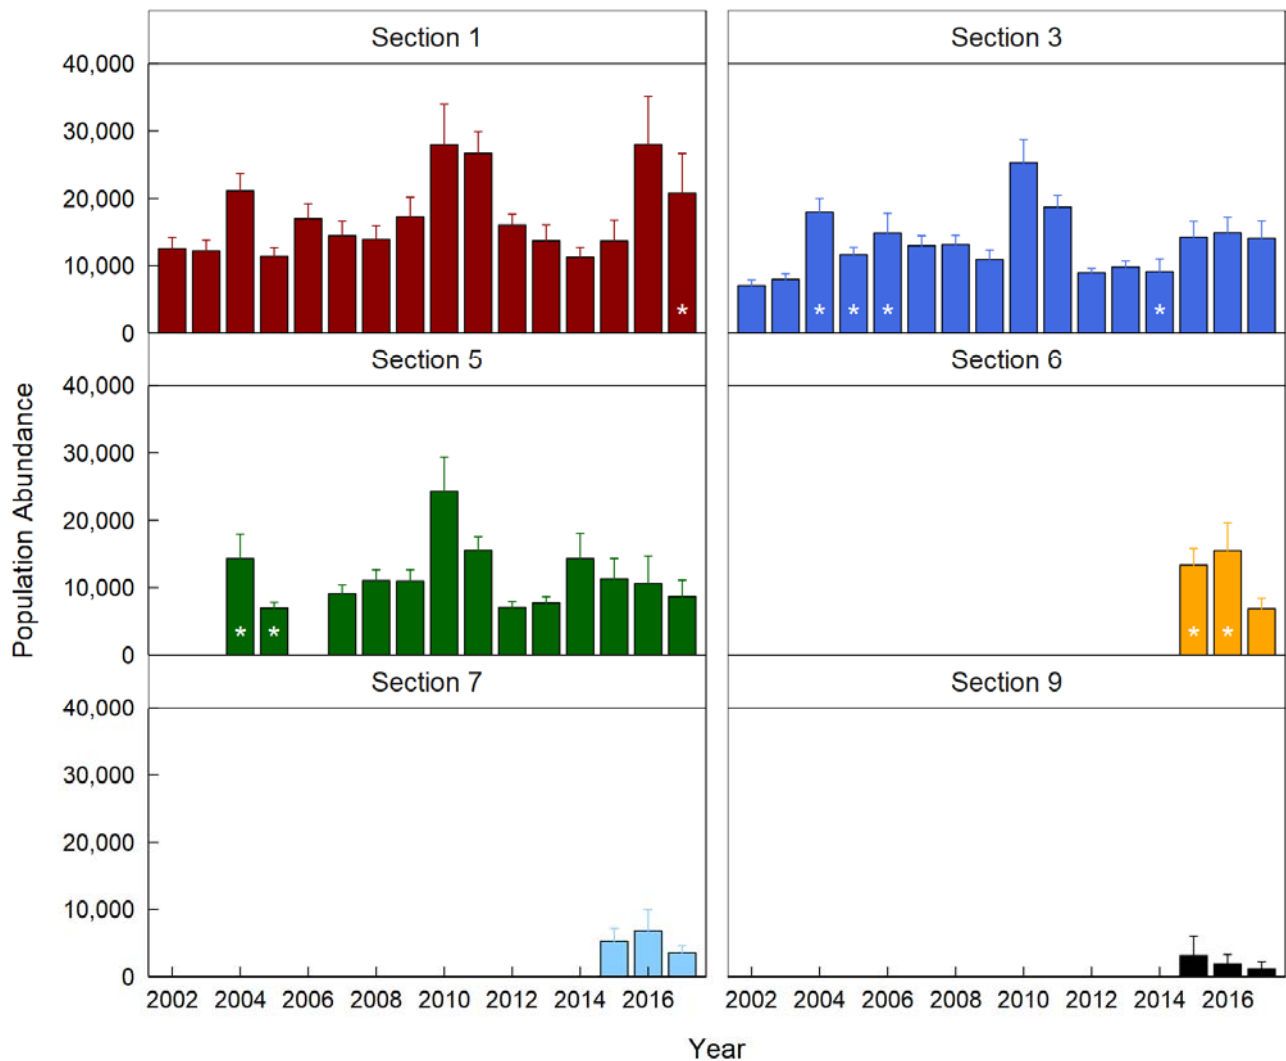 Section 1
Section 3
40,000
30,000
20,000
10,000
0
* * * * *
Section 5
Section 6
40,000
30,000
20,000
10,000
0
* * * *
Section 7
Section 9
40,000
30,000
20,000
10,000
0
2002 2004 2006 2008 2010 2012 2014 2016
2002 2004 2006 2008 2010 2012 2014 2016
Population Abundance
Year